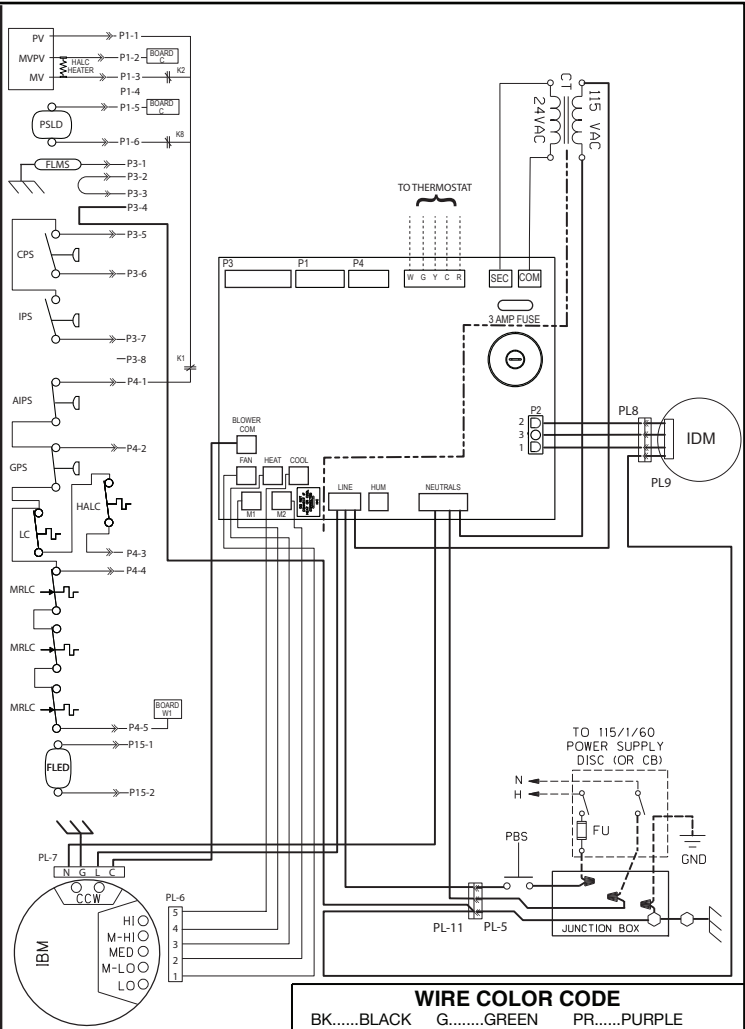 PV
P1-1
MVPV
HALC
HEATER
P1-2
BOARD
C
MV
P1-3
K2
P1-4
P1-5
BOARD
C
PSLD
P1-6
K8
FLMS
P3-1
P3-2
P3-3
P3-4
P3-5
CPS
P3-6
IPS
P3-7
P3-8
K1
P4-1
AIPS
P4-2
GPS
HALC
LC
P4-3
P4-4
MRLC
MRLC
MRLC
BOARD
W1
P4-5
P15-1
FLED
P15-2
CT
24VAC
115 VAC
TO THERMOSTAT
P3
P1
P4
W G Y C R
SEC
COM
3 AMP FUSE
P2
2
3
1
PL8
IDM
PL9
BLOWER
COM
FAN
HEAT
COOL
M1
M2
LINE
HUM
NEUTRALS
TO 115/1/60
POWER SUPPLY
DISC (OR CB)
N
H
FU
PBS
GND
PL-7
N G L C
CCW
PL-6
5
4
3
2
1
IBM
HI
M-HI
MED
M-LO
LO
PL-11
PL-5
JUNCTION BOX
WIRE COLOR CODE
BK......BLACK G........GREEN PR......PURPLE